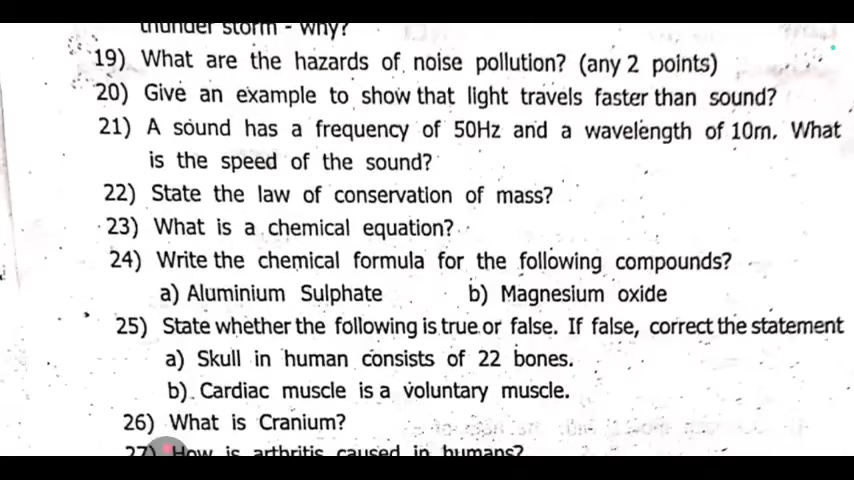 thunder storm - why?
19) What are the hazards of noise pollution? (any 2 points)
20) Give an example to show that light travels faster than sound?
21) A sound has a frequency of 50Hz and a wavelength of 10m. What
is the speed of the sound?
22) State the law of conservation of mass?
23) What is a chemical equation?
24) Write the chemical formula for the following compounds?
a) Aluminium Sulphate b) Magnesium oxide
25) State whether the following is true or false. If false, correct the statement
a) Skull in human consists of 22 bones.
b) Cardiac muscle is a voluntary muscle.
26) What is Cranium?
27) How is arthritis caused in humans?